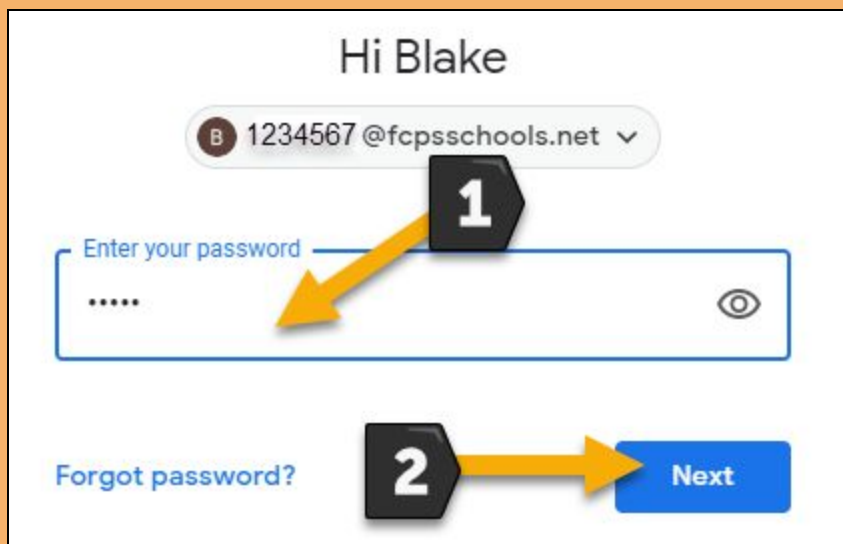 Hi Blake
B 1234567@fcpsschools.net
1
Enter your password
•••••
Forgot password?
2
Next